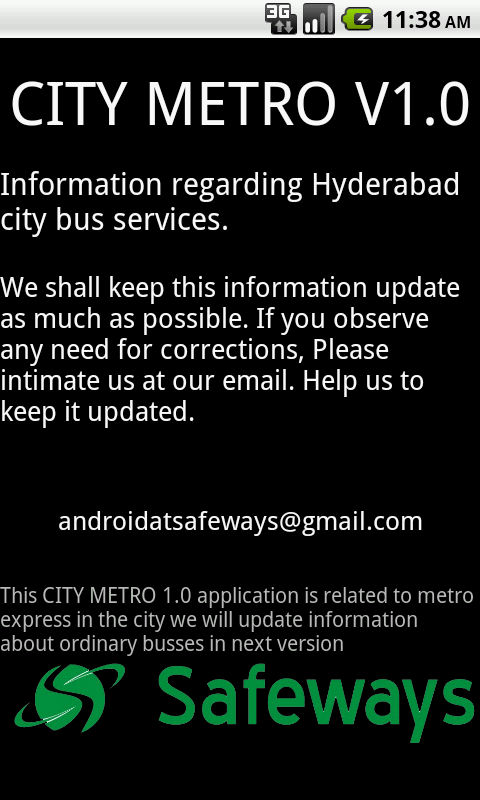 3G 11:38 AM
CITY METRO V1.0
Information regarding Hyderabad
city bus services.
We shall keep this information update
as much as possible. If you observe
any need for corrections, Please
intimate us at our email. Help us to
keep it updated.
androidatsafeways@gmail.com
This CITY METRO 1.0 application is related to metro
express in the city we will update information
about ordinary busses in next version
Safeways